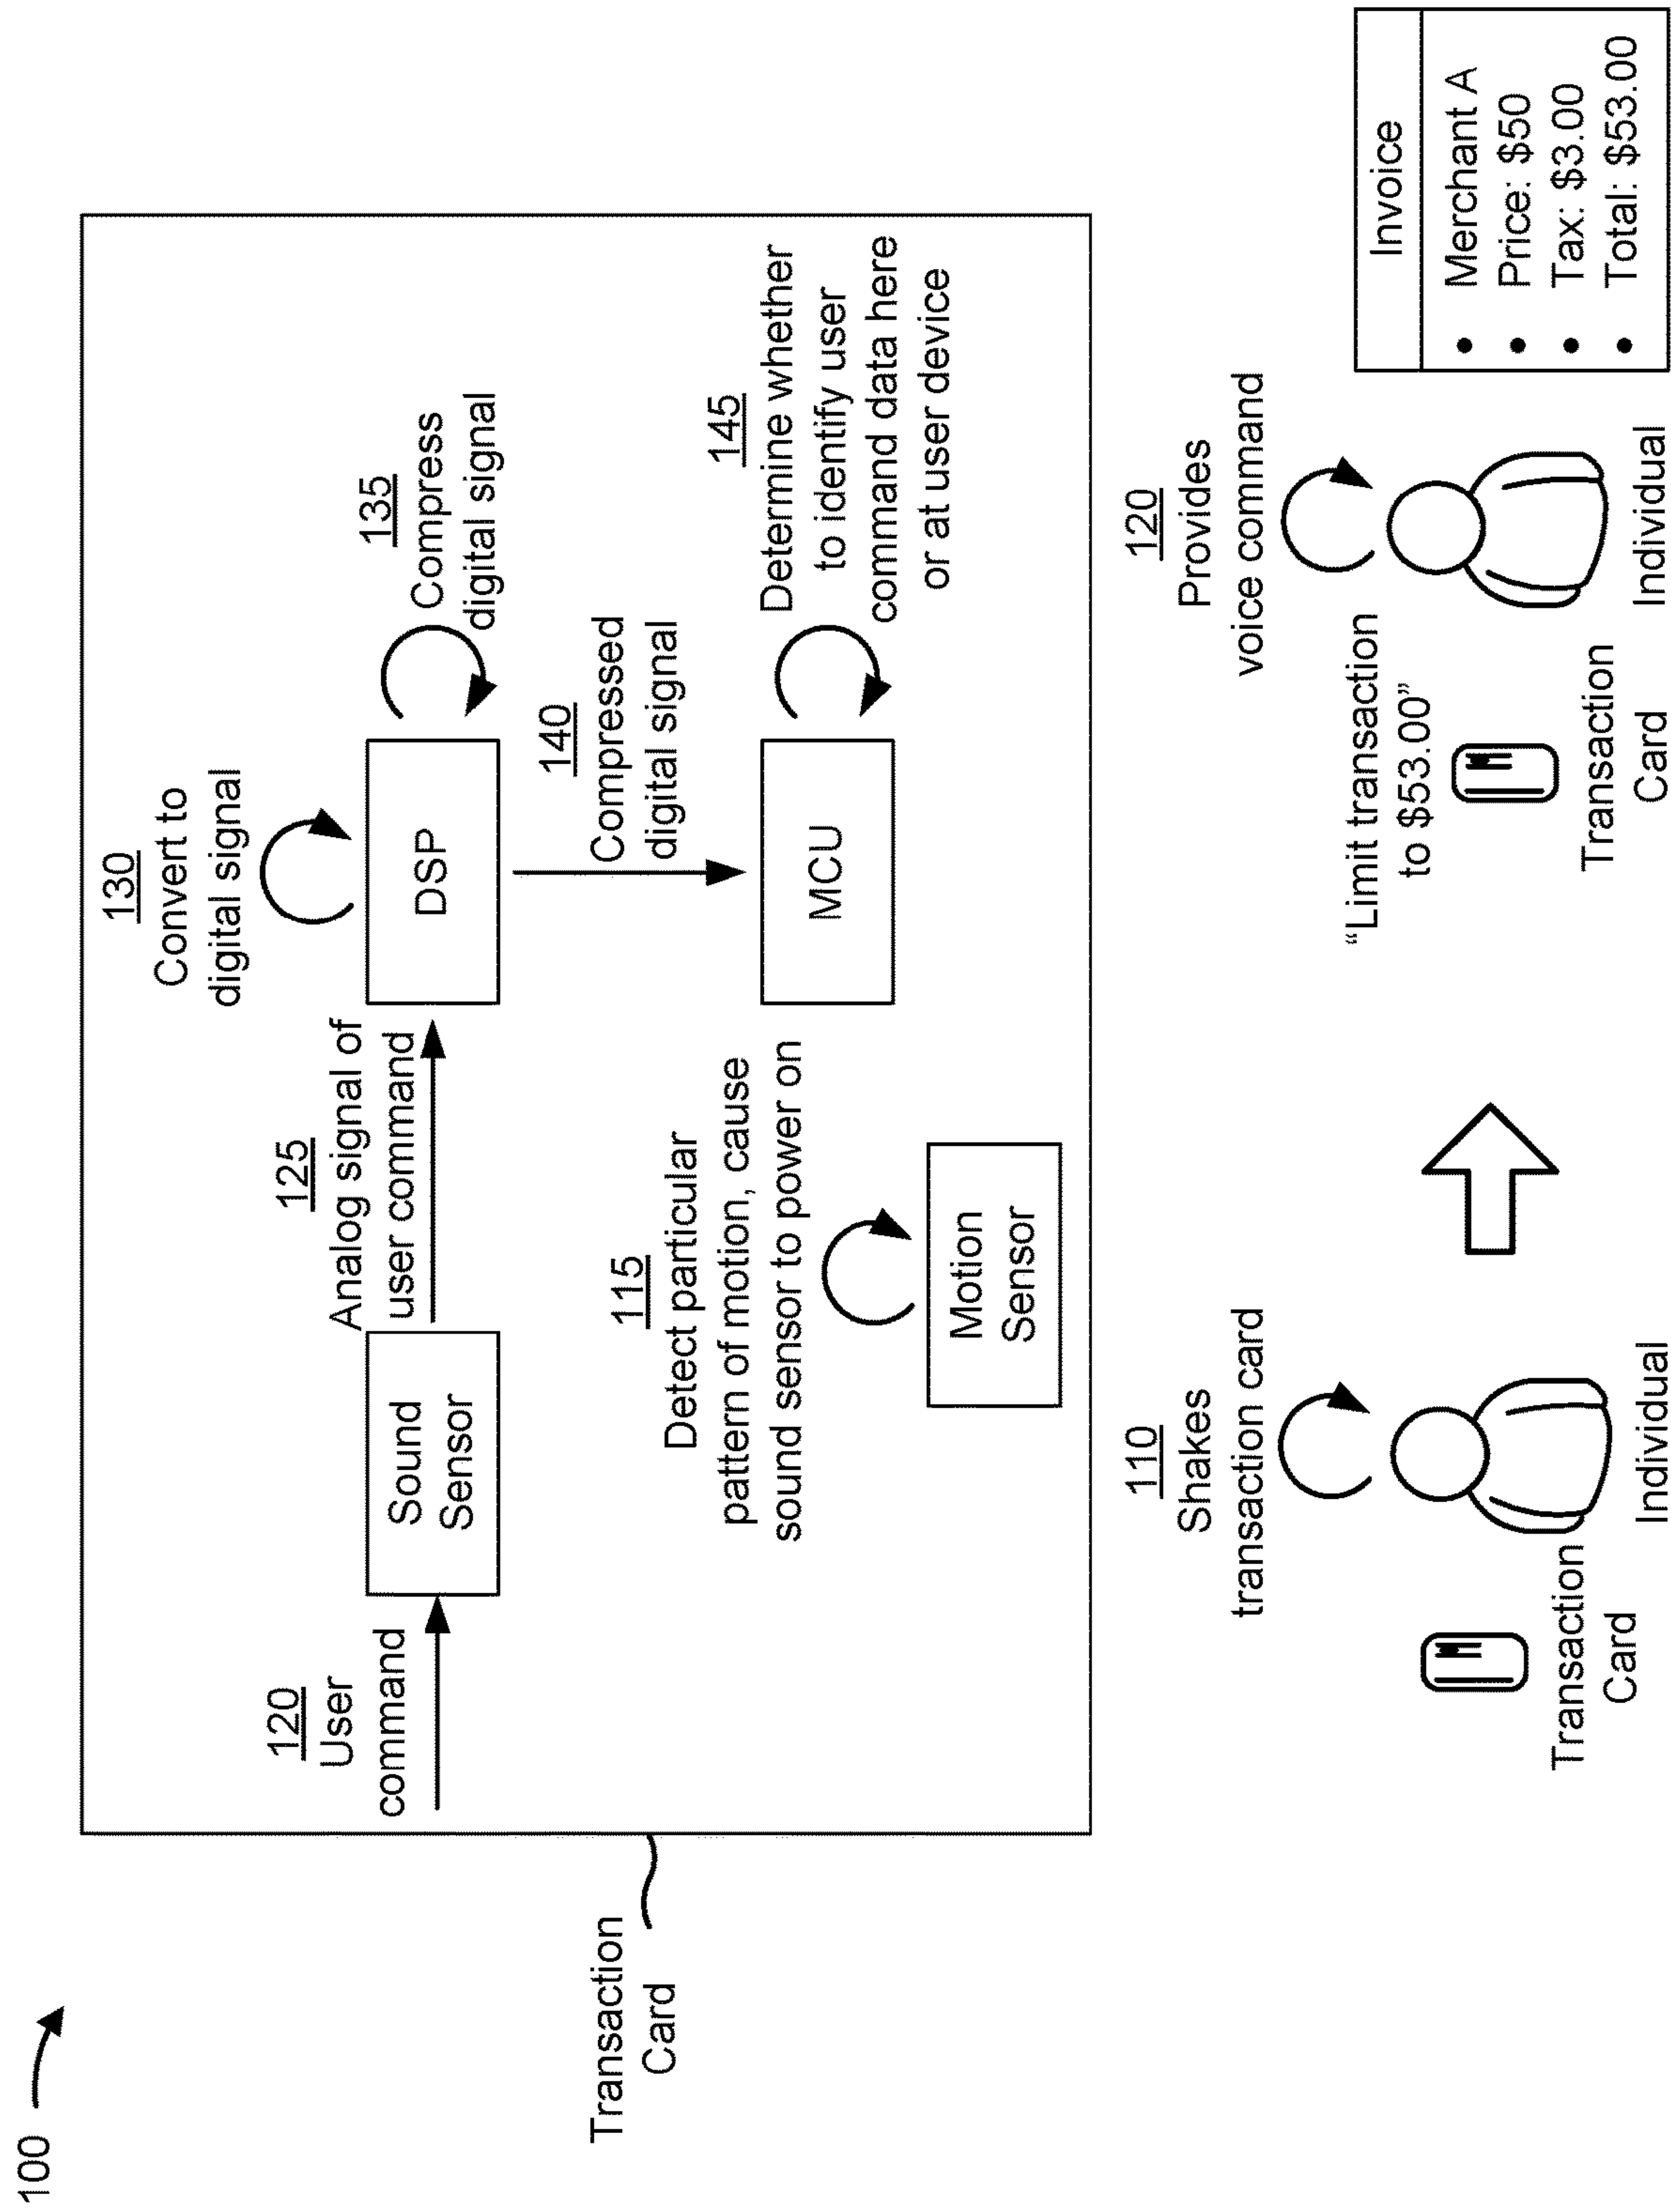 100
Transaction
Card
120
User
command
Sound
Sensor
125
Analog signal of
user command
130
Convert to
digital signal
DSP
135
Compress
digital signal
140
Compressed
digital signal
115
Detect particular
pattern of motion, cause
sound sensor to power on
Motion
Sensor
MCU
145
Determine whether
to identify user
command data here
or at user device
110
Shakes
transaction card
Transaction
Card
Individual
120
Provides
voice command
“Limit transaction
to $53.00”
Transaction
Card
Individual
Invoice
• Merchant A
• Price: $50
• Tax: $3.00
• Total: $53.00